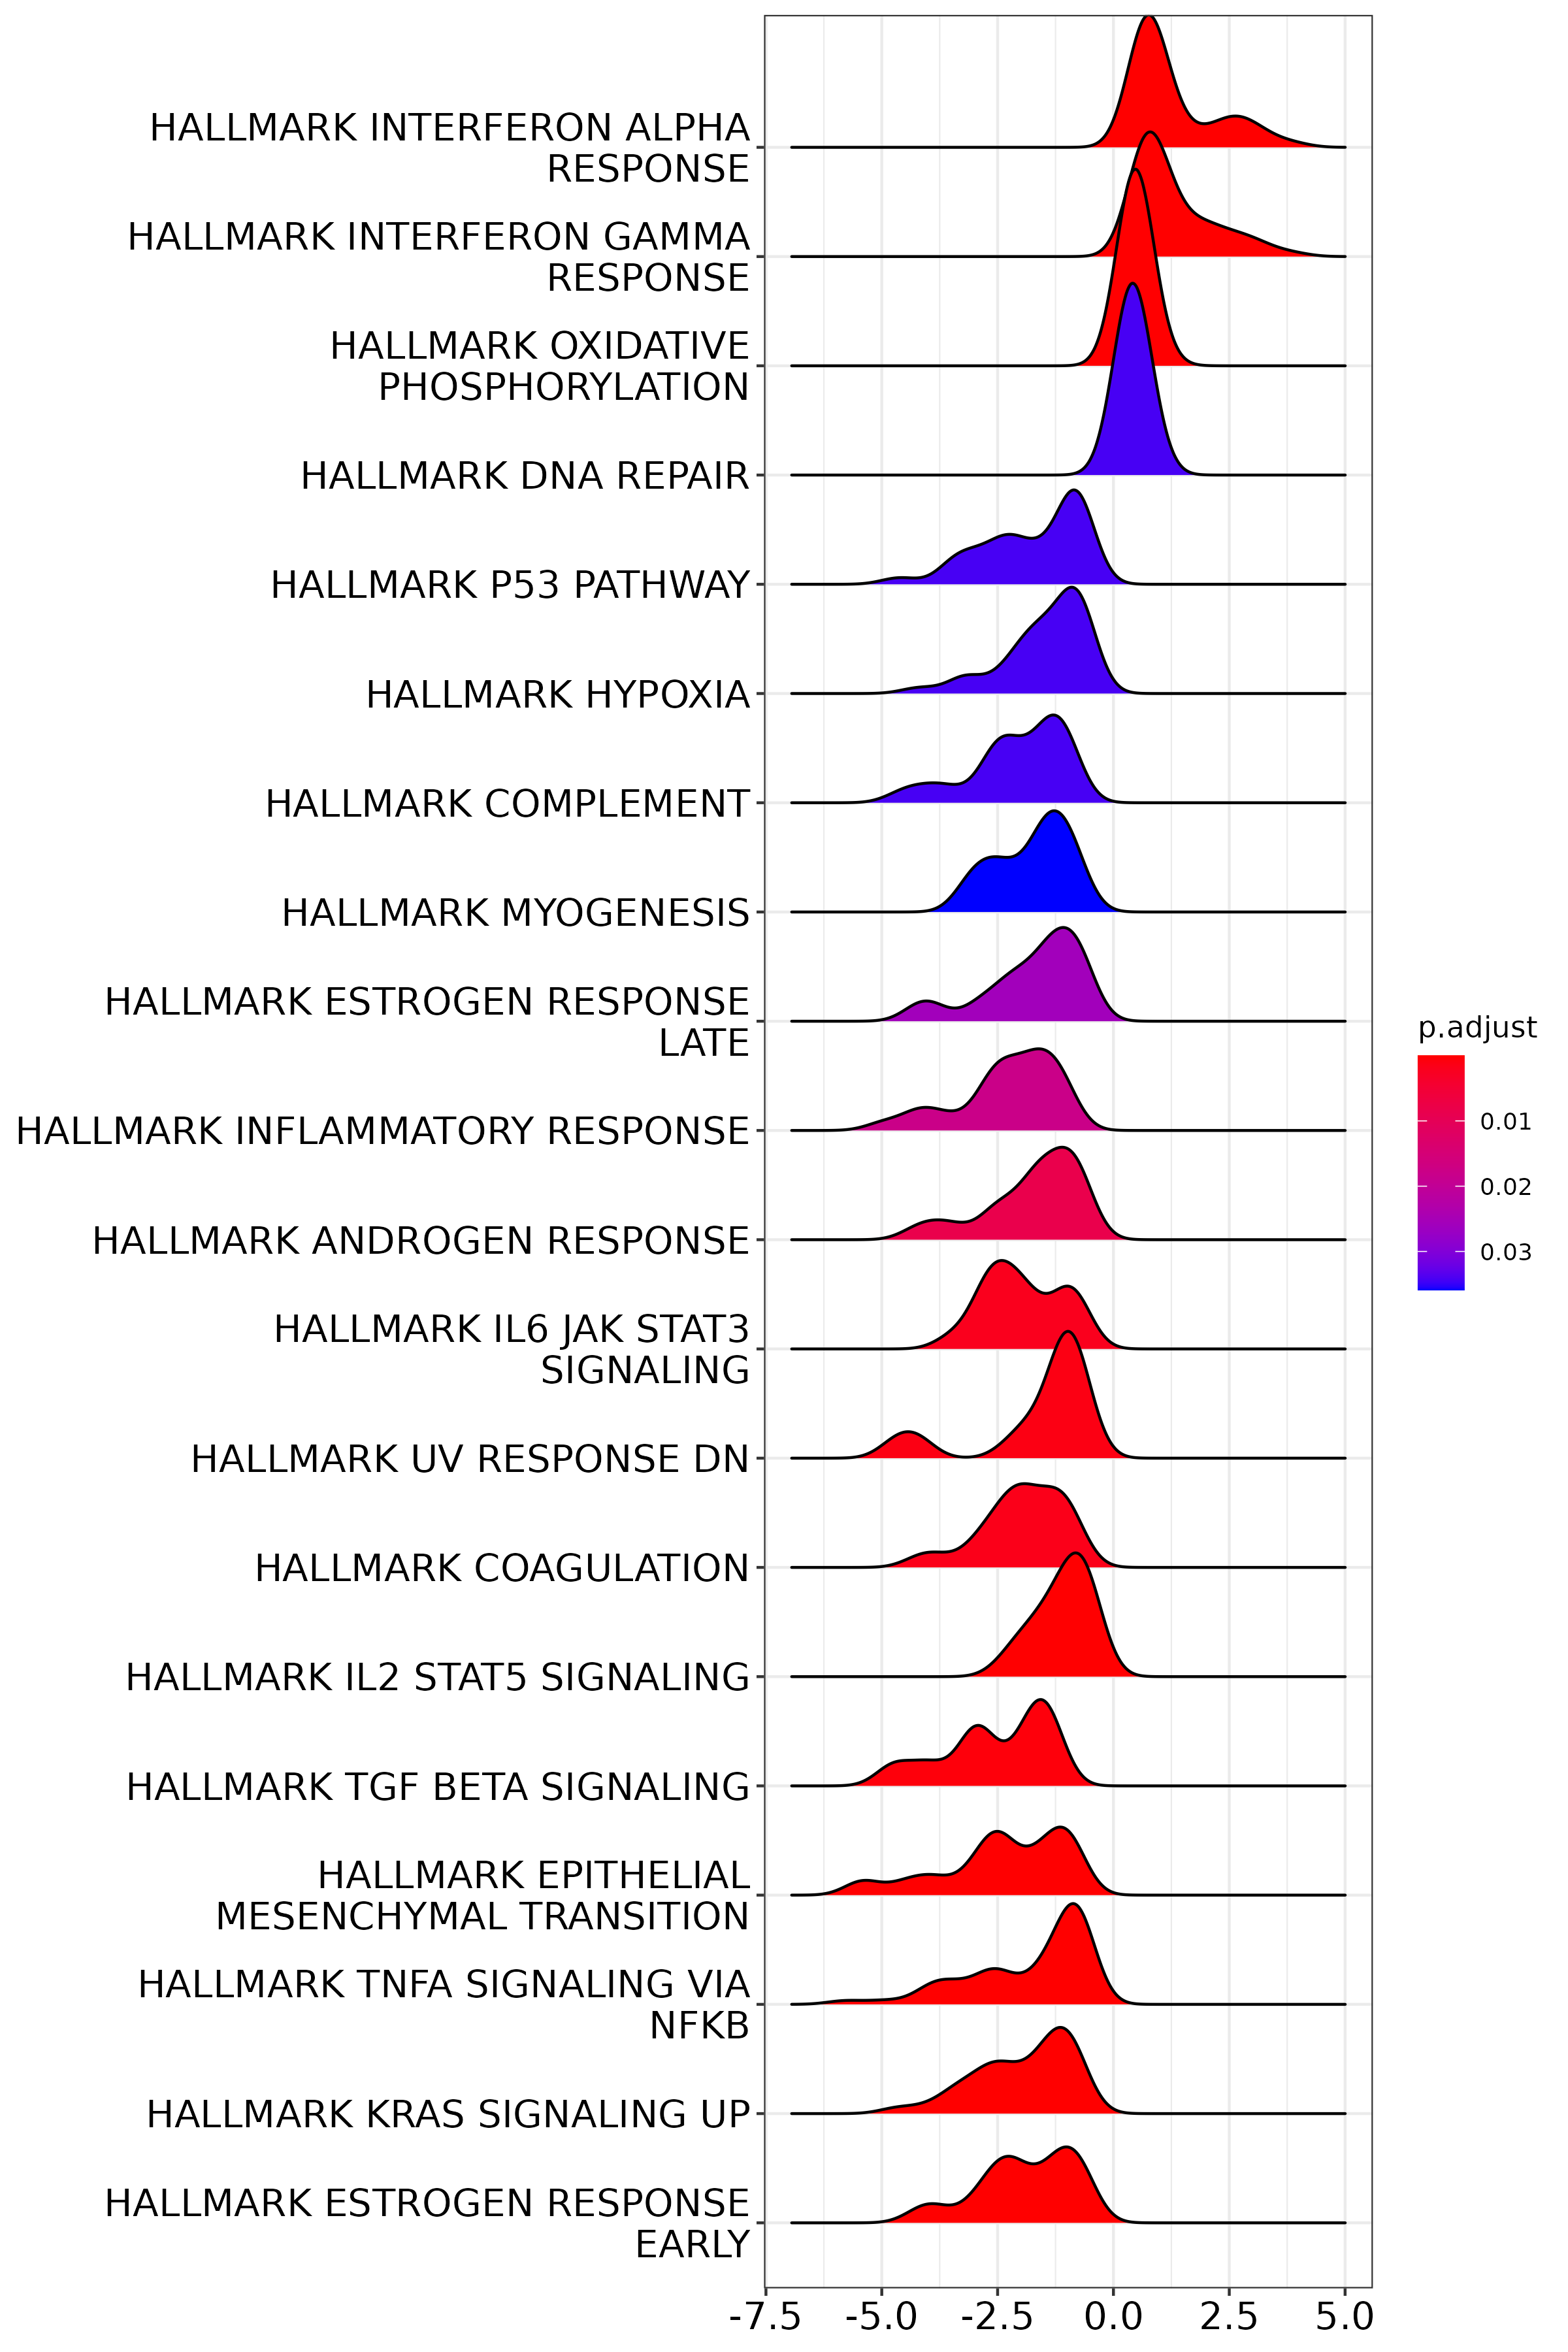 HALLMARK INTERFERON ALPHA
RESPONSE
HALLMARK INTERFERON GAMMA
RESPONSE
HALLMARK OXIDATIVE
PHOSPHORYLATION
HALLMARK DNA REPAIR
HALLMARK P53 PATHWAY
HALLMARK HYPOXIA
HALLMARK COMPLEMENT
HALLMARK MYOGENESIS
HALLMARK ESTROGEN RESPONSE
LATE
HALLMARK INFLAMMATORY RESPONSE
HALLMARK ANDROGEN RESPONSE
HALLMARK IL6 JAK STAT3
SIGNALING
HALLMARK UV RESPONSE DN
HALLMARK COAGULATION
HALLMARK IL2 STAT5 SIGNALING
HALLMARK TGF BETA SIGNALING
HALLMARK EPITHELIAL
MESENCHYMAL TRANSITION
HALLMARK TNFA SIGNALING VIA
NFKB
HALLMARK KRAS SIGNALING UP
HALLMARK ESTROGEN RESPONSE
EARLY
-7.5 -5.0 -2.5 0.0 2.5 5.0
p.adjust
0.01
0.02
0.03